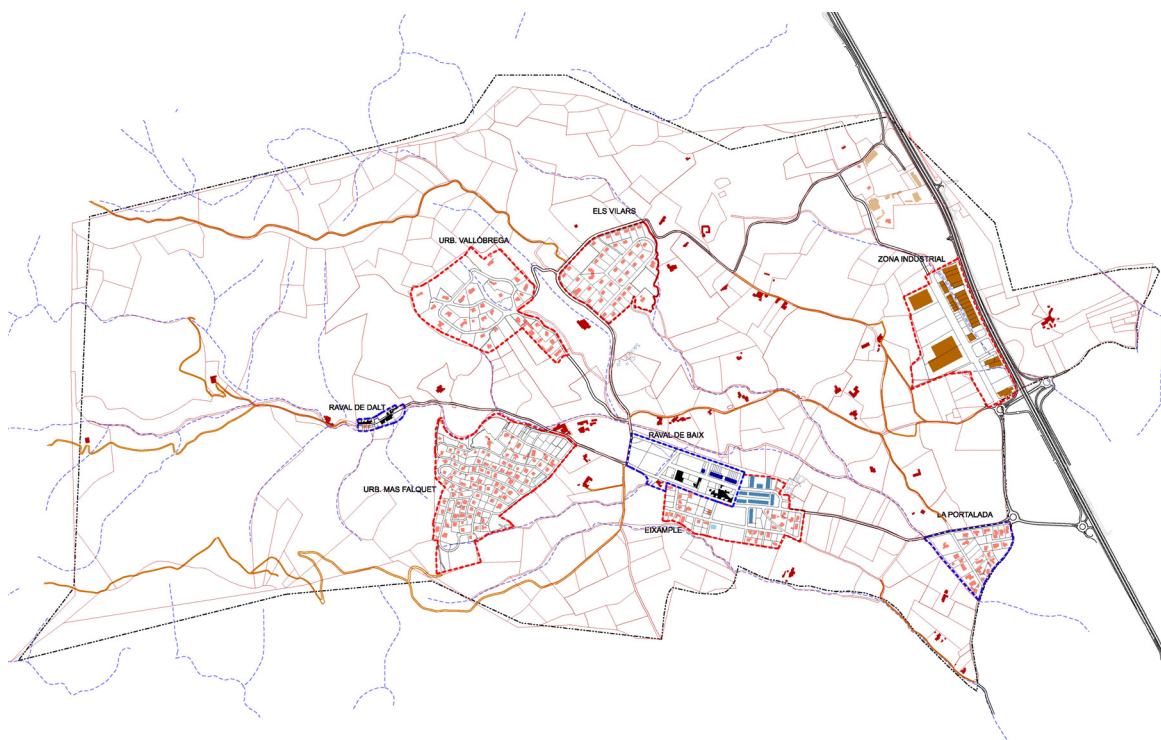 ELS VILARS
URB. VALLÒBREGA
ZONA INDUSTRIAL
RAVAL DE DALT
RAVAL DE BAIX
URB. MAS FALQUET
LA PORTALADA
EIXAMPLE